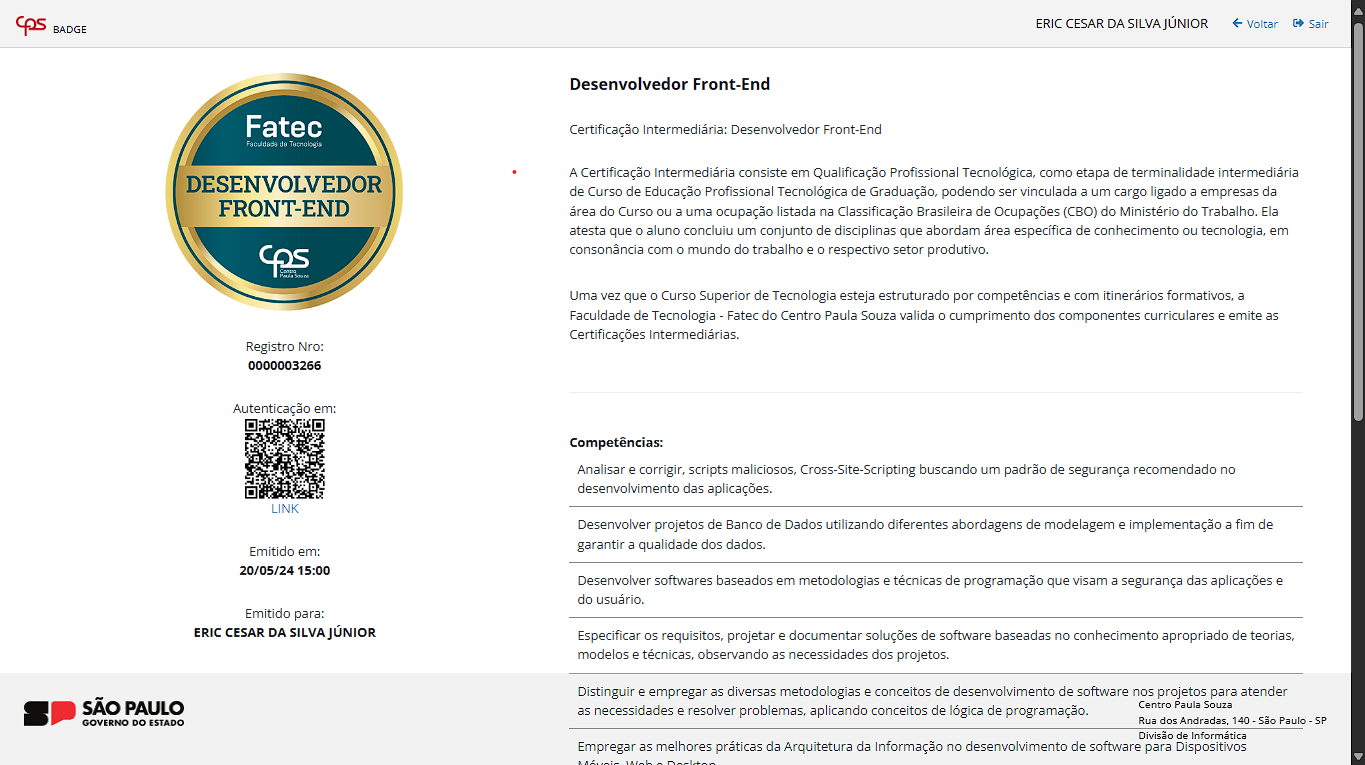 cps BADGE
ERIC CESAR DA SILVA JÚNIOR Voltar Sair
Fatec
Faculdade de Tecnologia
DESENVOLVEDOR
FRONT-END
cps
Centro
Paula Souza
Registro Nro:
0000003266
Autenticação em:
LINK
Emitido em:
20/05/24 15:00
Emitido para:
ERIC CESAR DA SILVA JÚNIOR
Desenvolvedor Front-End
Certificação Intermediária: Desenvolvedor Front-End
A Certificação Intermediária consiste em Qualificação Profissional Tecnológica, como etapa de terminalidade intermediária
de Curso de Educação Profissional Tecnológica de Graduação, podendo ser vinculada a um cargo ligado a empresas da
área do Curso ou a uma ocupação listada na Classificação Brasileira de Ocupações (CBO) do Ministério do Trabalho. Ela
atesta que o aluno concluiu um conjunto de disciplinas que abordam área específica de conhecimento ou tecnologia, em
consonância com o mundo do trabalho e o respectivo setor produtivo.
Uma vez que o Curso Superior de Tecnologia esteja estruturado por competências e com itinerários formativos, a
Faculdade de Tecnologia - Fatec do Centro Paula Souza valida o cumprimento dos componentes curriculares e emite as
Certificações Intermediárias.
Competências:
Analisar e corrigir, scripts maliciosos, Cross-Site-Scripting buscando um padrão de segurança recomendado no
desenvolvimento das aplicações.
Desenvolver projetos de Banco de Dados utilizando diferentes abordagens de modelagem e implementação a fim de
garantir a qualidade dos dados.
Desenvolver softwares baseados em metodologias e técnicas de programação que visam a segurança das aplicações e
do usuário.
Especificar os requisitos, projetar e documentar soluções de software baseadas no conhecimento apropriado de teorias,
modelos e técnicas, observando as necessidades dos projetos.
Distinguir e empregar as diversas metodologias e conceitos de desenvolvimento de software nos projetos para atender
as necessidades e resolver problemas, aplicando conceitos de lógica de programação.
Empregar as melhores práticas da Arquitetura da Informação no desenvolvimento de software para Dispositivos
Móveis, Web e Desktop.
SP SÃO PAULO
GOVERNO DO ESTADO
Centro Paula Souza
Rua dos Andradas, 140 - São Paulo - SP
Divisão de Informática